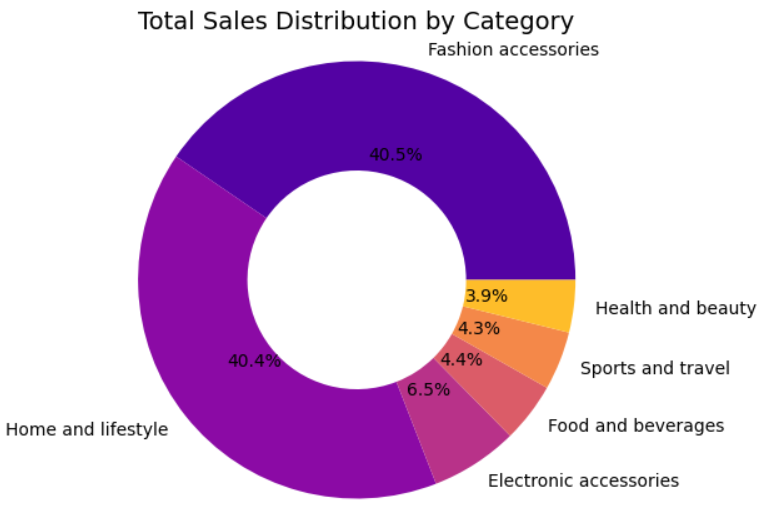 Total Sales Distribution by Category
Fashion accessories
40.5%
3.9%
Health and beauty
4.3%
40.4%
4.4%
Sports and travel
6.5%
Food and beverages
Home and lifestyle
Electronic accessories